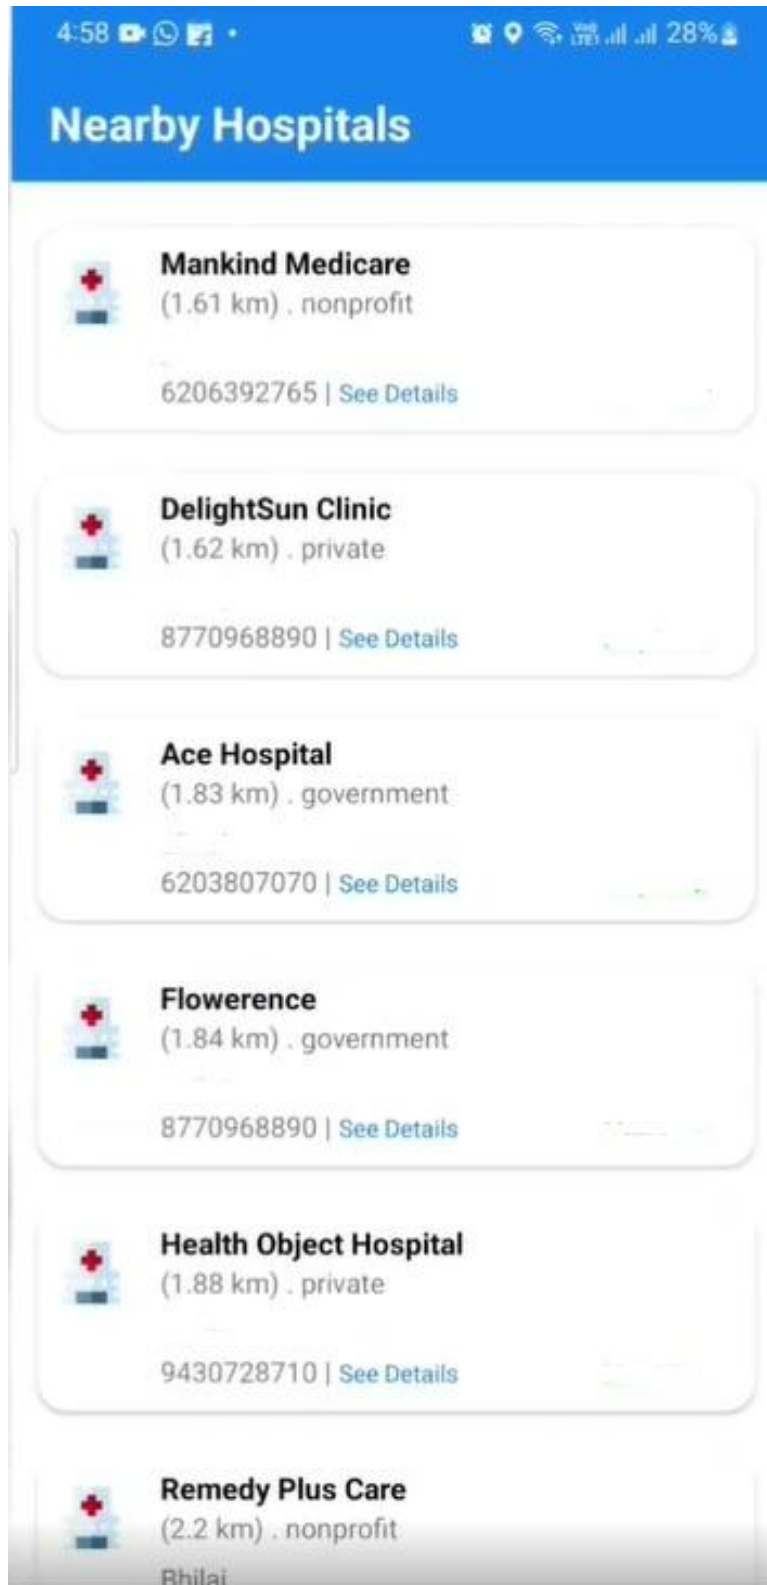 4:58 28%
Nearby Hospitals
Mankind Medicare
(1.61 km) . nonprofit
6206392765 | See Details
DelightSun Clinic
(1.62 km) . private
8770968890 | See Details
Ace Hospital
(1.83 km) . government
6203807070 | See Details
Flowerence
(1.84 km) . government
8770968890 | See Details
Health Object Hospital
(1.88 km) . private
9430728710 | See Details
Remedy Plus Care
(2.2 km) . nonprofit
Bhilai